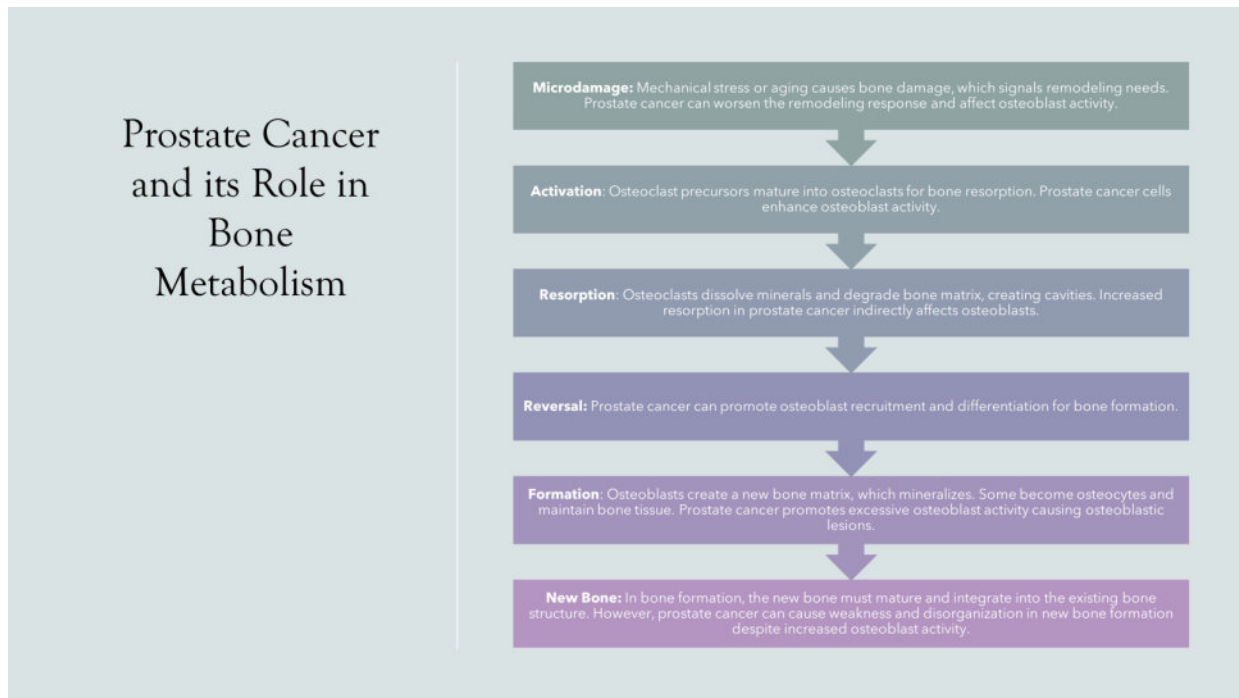 Prostate Cancer
and its Role in
Bone
Metabolism
Microdamage: Mechanical stress or aging causes bone damage, which signals remodeling needs.
Prostate cancer can worsen the remodeling response and affect osteoblast activity.
Activation: Osteoclast precursors mature into osteoclasts for bone resorption. Prostate cancer cells
enhance osteoblast activity.
Resorption: Osteoclasts dissolve minerals and degrade bone matrix, creating cavities. Increased
resorption in prostate cancer indirectly affects osteoblasts.
Reversal: Prostate cancer can promote osteoblast recruitment and differentiation for bone formation.
Formation: Osteoblasts create a new bone matrix, which mineralizes. Some become osteocytes and
maintain bone tissue. Prostate cancer promotes excessive osteoblast activity causing osteoblastic
lesions.
New Bone: In bone formation, the new bone must mature and integrate into the existing bone
structure. However, prostate cancer can cause weakness and disorganization in new bone formation
despite increased osteoblast activity.